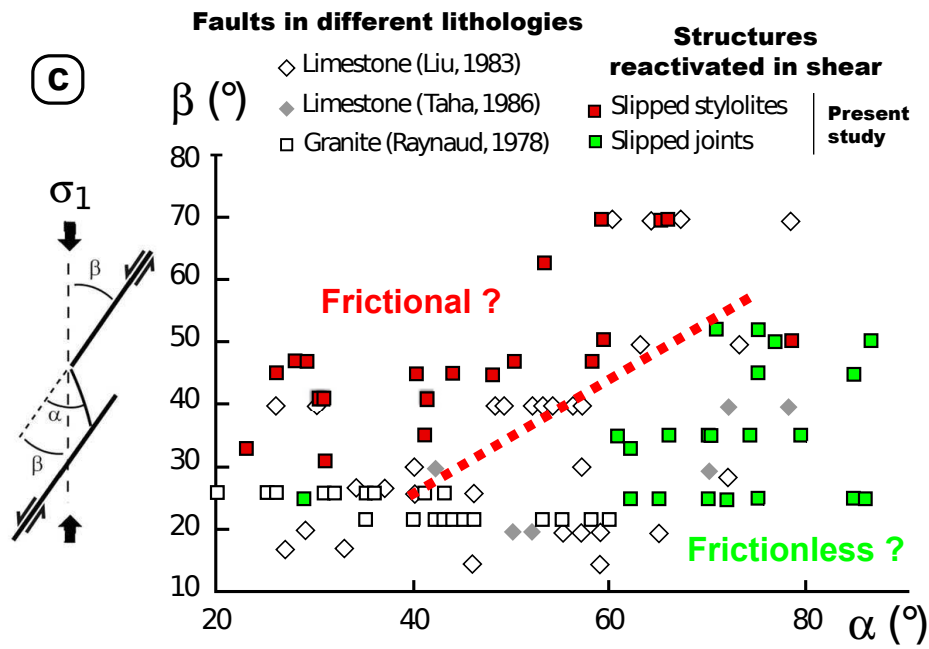 Faults in different lithologies
Limestone (Liu, 1983)
Limestone (Taha, 1986)
Granite (Raynaud, 1978)
Structures
reactivated in shear
Slipped stylolites
Slipped joints
Present
study
C
β (°)
80
70
60
50
40
30
20
10
σ1
β
α
β
Frictional ?
Frictionless ?
20
40
60
80
α (°)